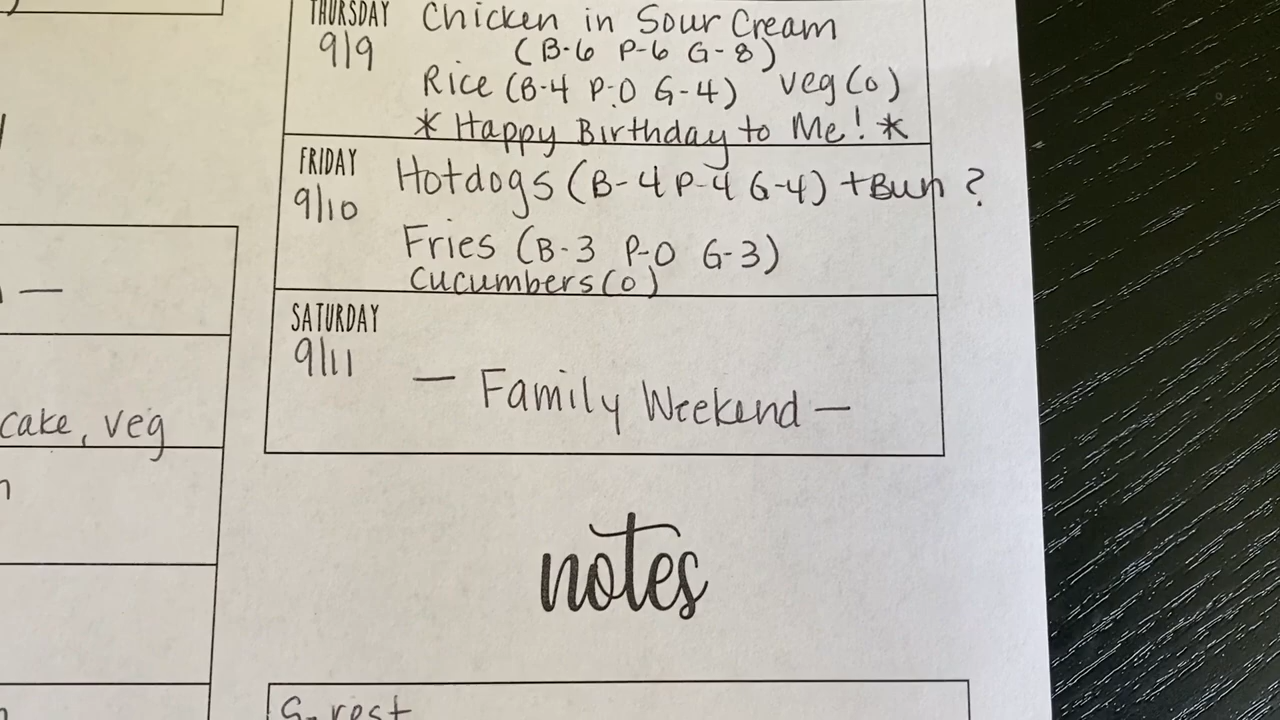 THURSDAY
9/9
Chicken in Sour Cream
(B-6 P-6 G-8)
Rice (B-4 P-0 G-4) veg (0)
* Happy Birthday to Me! *
FRIDAY
9/10
Hotdogs (B-4 P-4 G-4) + Bun ?
Fries (B-3 P-0 G-3)
Cucumbers (0)
SATURDAY
9/11
— Family Weekend —
cake, veg
notes